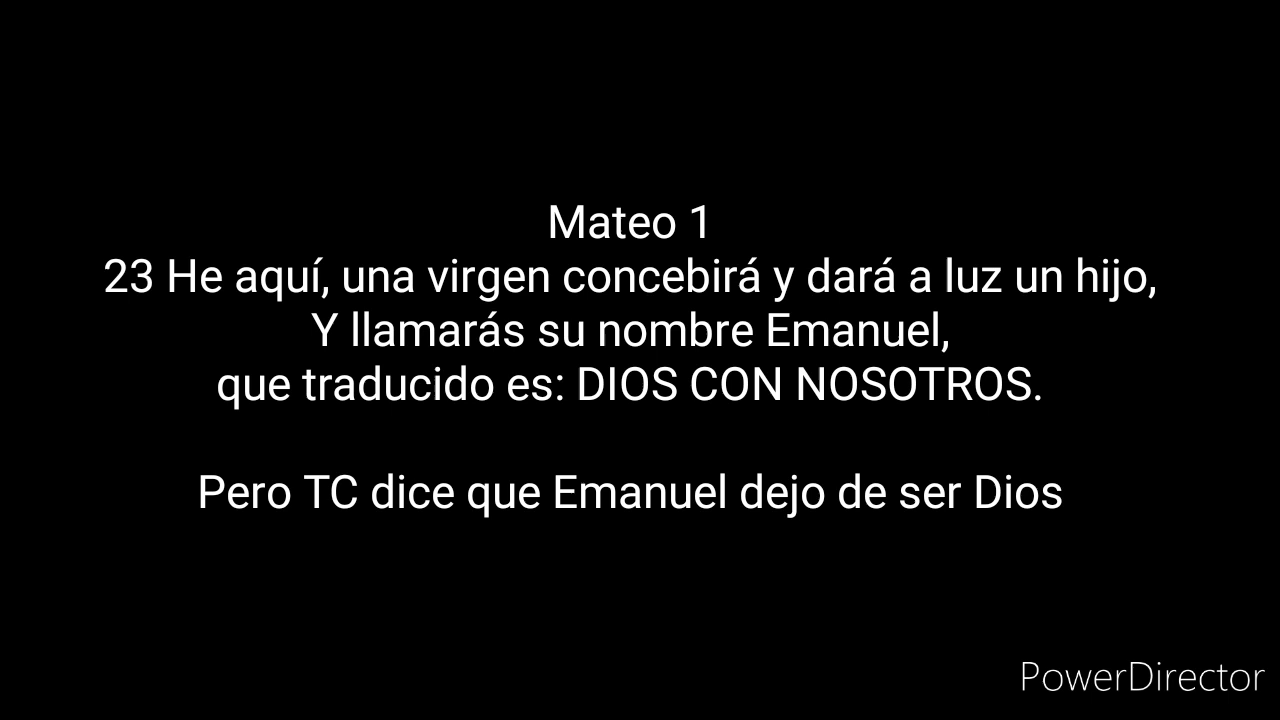 Mateo 1
23 He aquí, una virgen concebirá y dará a luz un hijo,
Y llamarás su nombre Emanuel,
que traducido es: DIOS CON NOSOTROS.
Pero TC dice que Emanuel dejo de ser Dios
PowerDirector